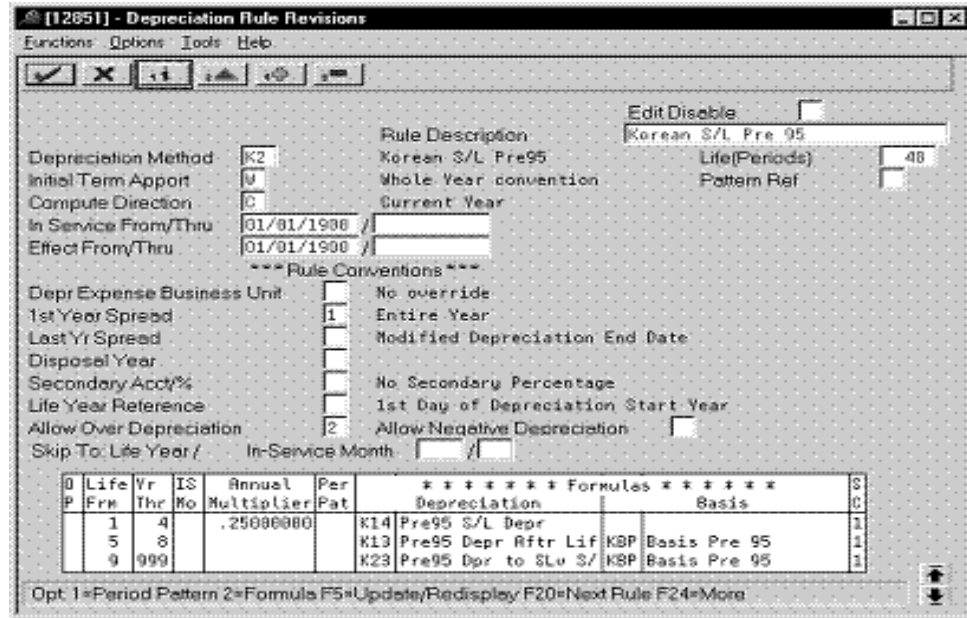 [12851] - Depreciation Rule Revisions
Functions Options Tools Help
Edit Disable
Rule Description Korean S/L Pre 95
Depreciation Method K2 Korean S/L Pre95 Life(Periods) 48
Initial Term Apport W Whole Year convention Pattern Ref
Compute Direction C Current Year
In Service From/Thru 01/01/1900 /
Effect From/Thru 01/01/1900 /
***Rule Conventions***
Depr Expense Business Unit No override
1st Year Spread 1 Entire Year
Last Yr Spread Modified Depreciation End Date
Disposal Year
Secondary Acct/% No Secondary Percentage
Life Year Reference 1st Day of Depreciation Start Year
Allow Over Depreciation 2 Allow Negative Depreciation
Skip To: Life Year / In-Service Month /
O Life Yr IS Annual Per * * * * * * * Formulas * * * * * * S
P Frm Thr Mo Multiplier Pat Depreciation Basis C
1 4 .25000000 K14 Pre95 S/L Depr 1
5 8 K13 Pre95 Depr Aftr Lif KBP Basis Pre 95 1
9 999 K23 Pre95 Dpr to SLv S/ KBP Basis Pre 95 1
Opt: 1=Period Pattern 2=Formula F5=Update/Redisplay F20=Next Rule F24=More